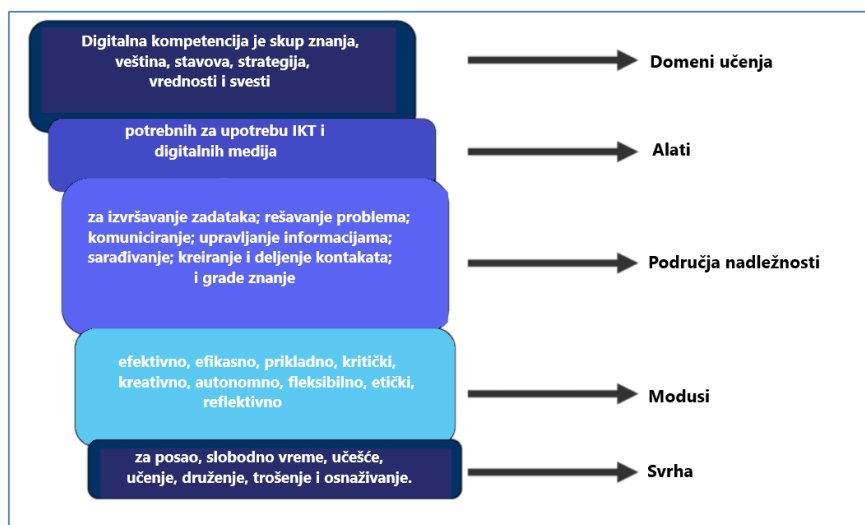 Digitalna kompetencija je skup znanja,
veština, stavova, strategija,
vrednosti i svesti
Domeni učenja
potrebnih za upotrebu IKT i
digitalnih medija
Alati
za izvršavanje zadataka; rešavanje problema;
komuniciranje; upravljanje informacijama;
sarađivanje; kreiranje i deljenje kontakata;
i grade znanje
Područja nadležnosti
efektivno, efikasno, prikladno, kritički,
kreativno, autonomno, fleksibilno, etički,
reflektivno
Modusi
za posao, slobodno vreme, učešće,
učenje, druženje, trošenje i osnaživanje.
Svrha